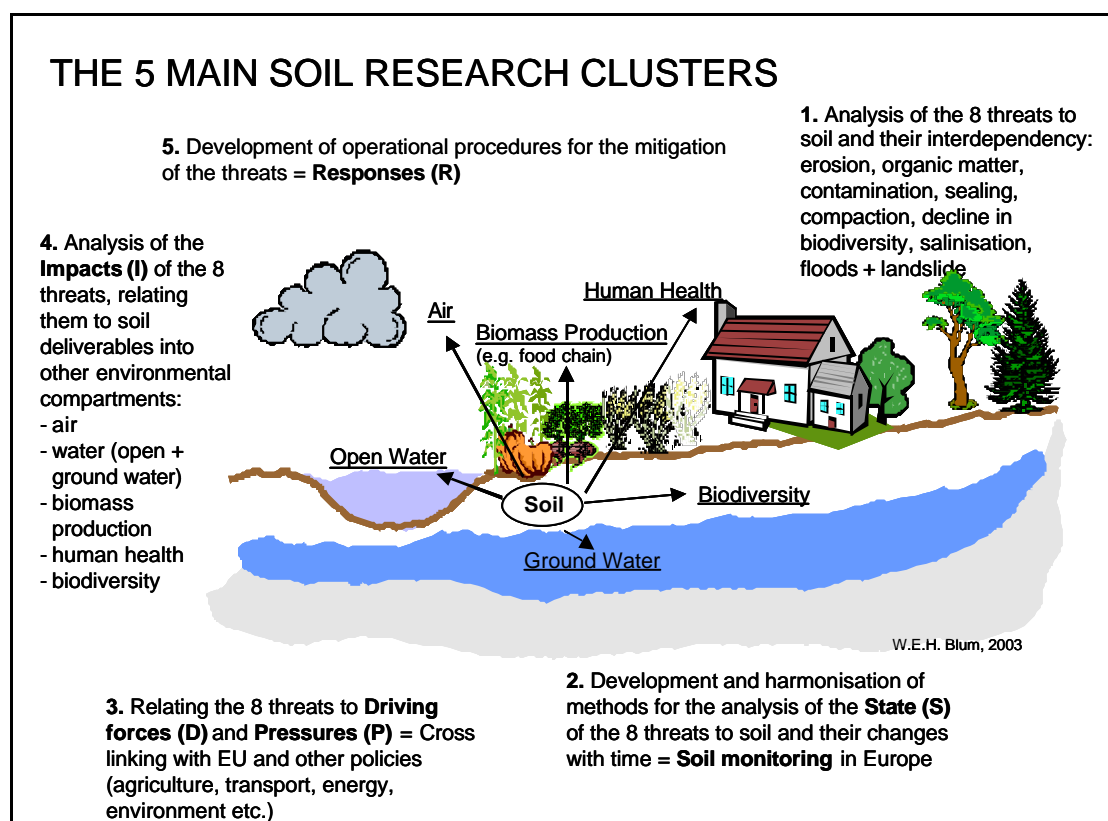 THE 5 MAIN SOIL RESEARCH CLUSTERS
1. Analysis of the 8 threats to
soil and their interdependency:
erosion, organic matter,
contamination, sealing,
compaction, decline in
biodiversity, salinisation,
floods + landslide
5. Development of operational procedures for the mitigation
of the threats = Responses (R)
4. Analysis of the
Impacts (I) of the 8
threats, relating
them to soil
deliverables into
other environmental
compartments:
- air
- water (open +
ground water)
- biomass
production
- human health
- biodiversity
Human Health
Air
Biomass Production
(e.g. food chain)
Open Water
Soil
Biodiversity
Ground Water
W.E.H. Blum, 2003
3. Relating the 8 threats to Driving
forces (D) and Pressures (P) = Cross
linking with EU and other policies
(agriculture, transport, energy,
environment etc.)
2. Development and harmonisation of
methods for the analysis of the State (S)
of the 8 threats to soil and their changes
with time = Soil monitoring in Europe